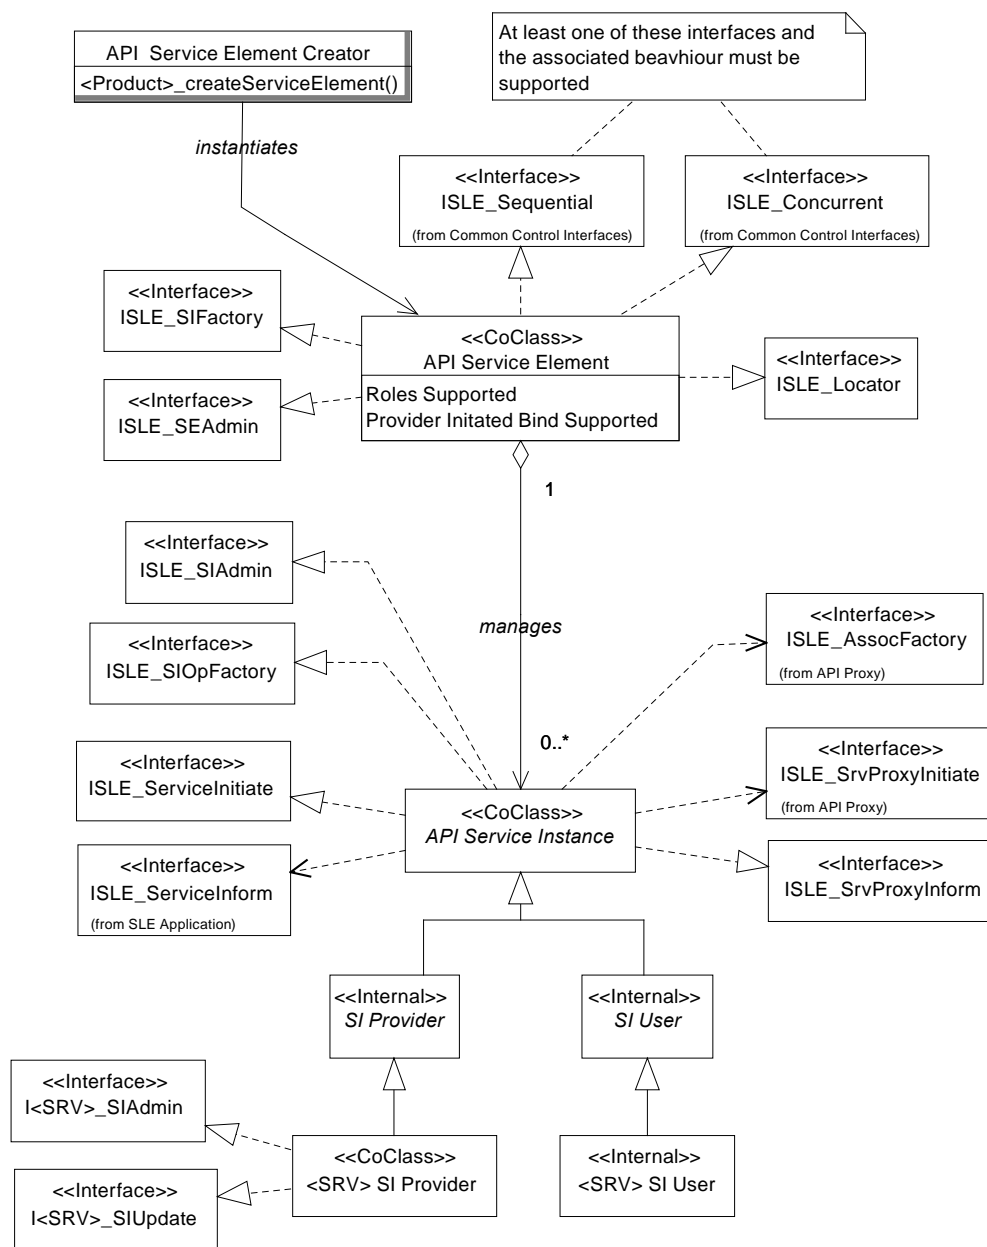 API Service Element Creator
<Product>_createServiceElement()
At least one of these interfaces and
the associated beavhiour must be
supported
instantiates
<<Interface>>
ISLE_Sequential
(from Common Control Interfaces)
<<Interface>>
ISLE_Concurrent
(from Common Control Interfaces)
<<Interface>>
ISLE_SIFactory
<<CoClass>>
API Service Element
Roles Supported
Provider Initated Bind Supported
<<Interface>>
ISLE_Locator
<<Interface>>
ISLE_SEAdmin
1
<<Interface>>
ISLE_SIAdmin
manages
<<Interface>>
ISLE_SIOpFactory
<<Interface>>
ISLE_AssocFactory
(from API Proxy)
0..*
<<Interface>>
ISLE_ServiceInitiate
<<Interface>>
ISLE_SrvProxyInitiate
(from API Proxy)
<<CoClass>>
API Service Instance
<<Interface>>
ISLE_ServiceInform
(from SLE Application)
<<Interface>>
ISLE_SrvProxyInform
<<Internal>>
SI Provider
<<Internal>>
SI User
<<Interface>>
I<SRV>_SIAdmin
<<CoClass>>
<SRV> SI Provider
<<Internal>>
<SRV> SI User
<<Interface>>
I<SRV>_SIUpdate